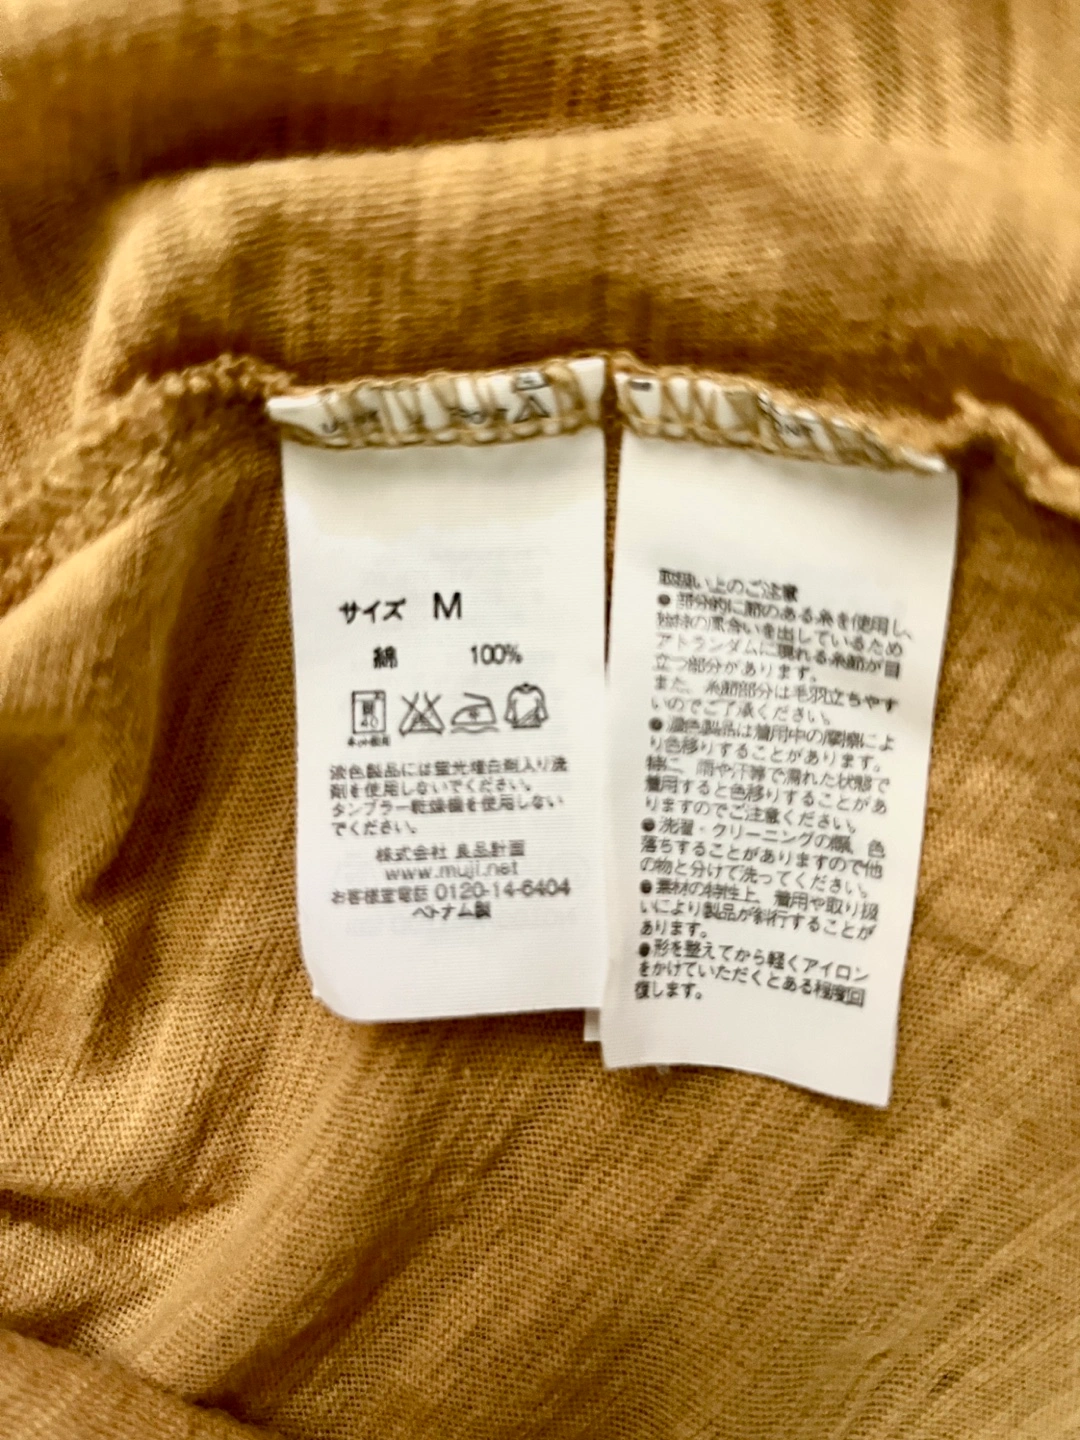 サイズ M
綿 100%
40
ネット使用
淡色製品には蛍光増白剤入り洗
剤を使用しないでください。
タンブラー乾燥機を使用しない
でください。
株式会社 良品計画
www.muji.net
お客様室電話 0120-14-6404
ベトナム製
取扱い上のご注意
●部分的に節のある糸を使用し、
独特の風合いを出しているため
アトランダムに現れる糸節が目
立つ部分があります。
また、糸節部分は毛羽立ちやす
いのでご了承ください。
●濃色製品は着用中の摩擦によ
り色移りすることがあります。
特に、雨や汗等で濡れた状態で
着用すると色移りすることがあ
りますのでご注意ください。
●洗濯・クリーニングの際、色
落ちすることがありますので他
の物と分けて洗ってください。
●素材の特性上、着用や取り扱
いにより製品が斜行することが
あります。
●形を整えてから軽くアイロン
をかけていただくとある程度回
復します。